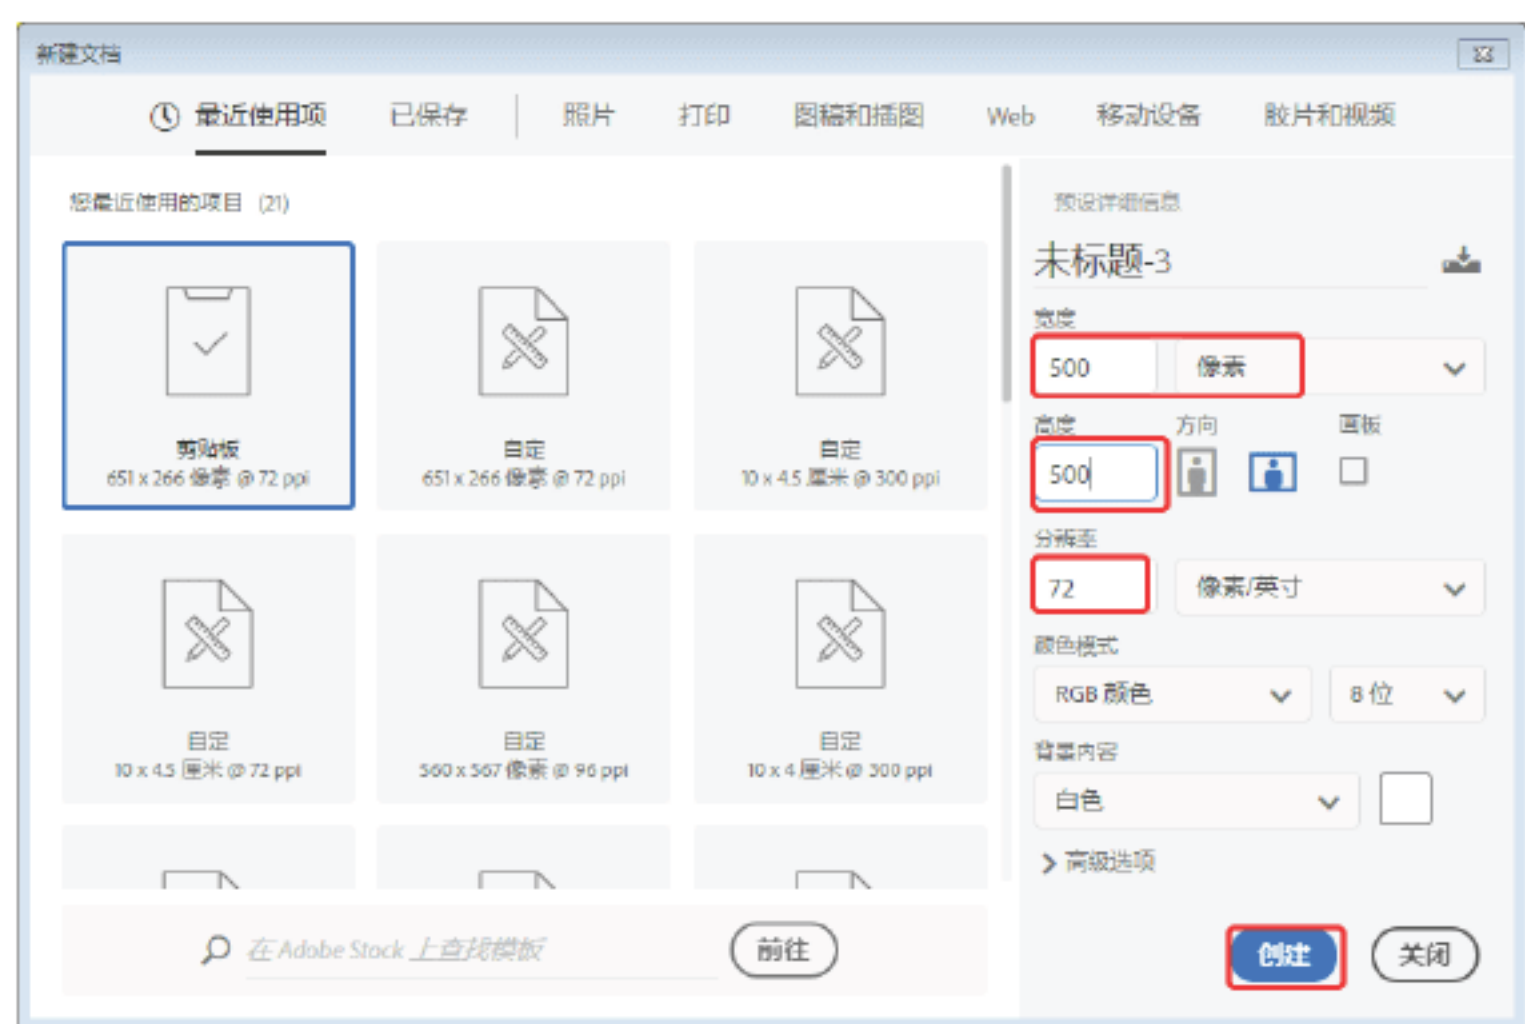 新建文档
最近使用项 已保存 照片 打印 图稿和插图 Web 移动设备 胶片和视频
您最近使用的项目 (21)
剪贴板
651 x 266 像素 @ 72 ppi
自定
651 x 266 像素 @ 72 ppi
自定
10 x 4.5 厘米 @ 300 ppi
自定
10 x 4.5 厘米 @ 72 ppi
自定
560 x 567 像素 @ 96 ppi
自定
10 x 4 厘米 @ 300 ppi
在 Adobe Stock 上查找模板
前往
预设详细信息
未标题-3
宽度
500 像素
高度 方向 画板
500
分辨率
72 像素/英寸
颜色模式
RGB 颜色 8 位
背景内容
白色
高级选项
创建 关闭